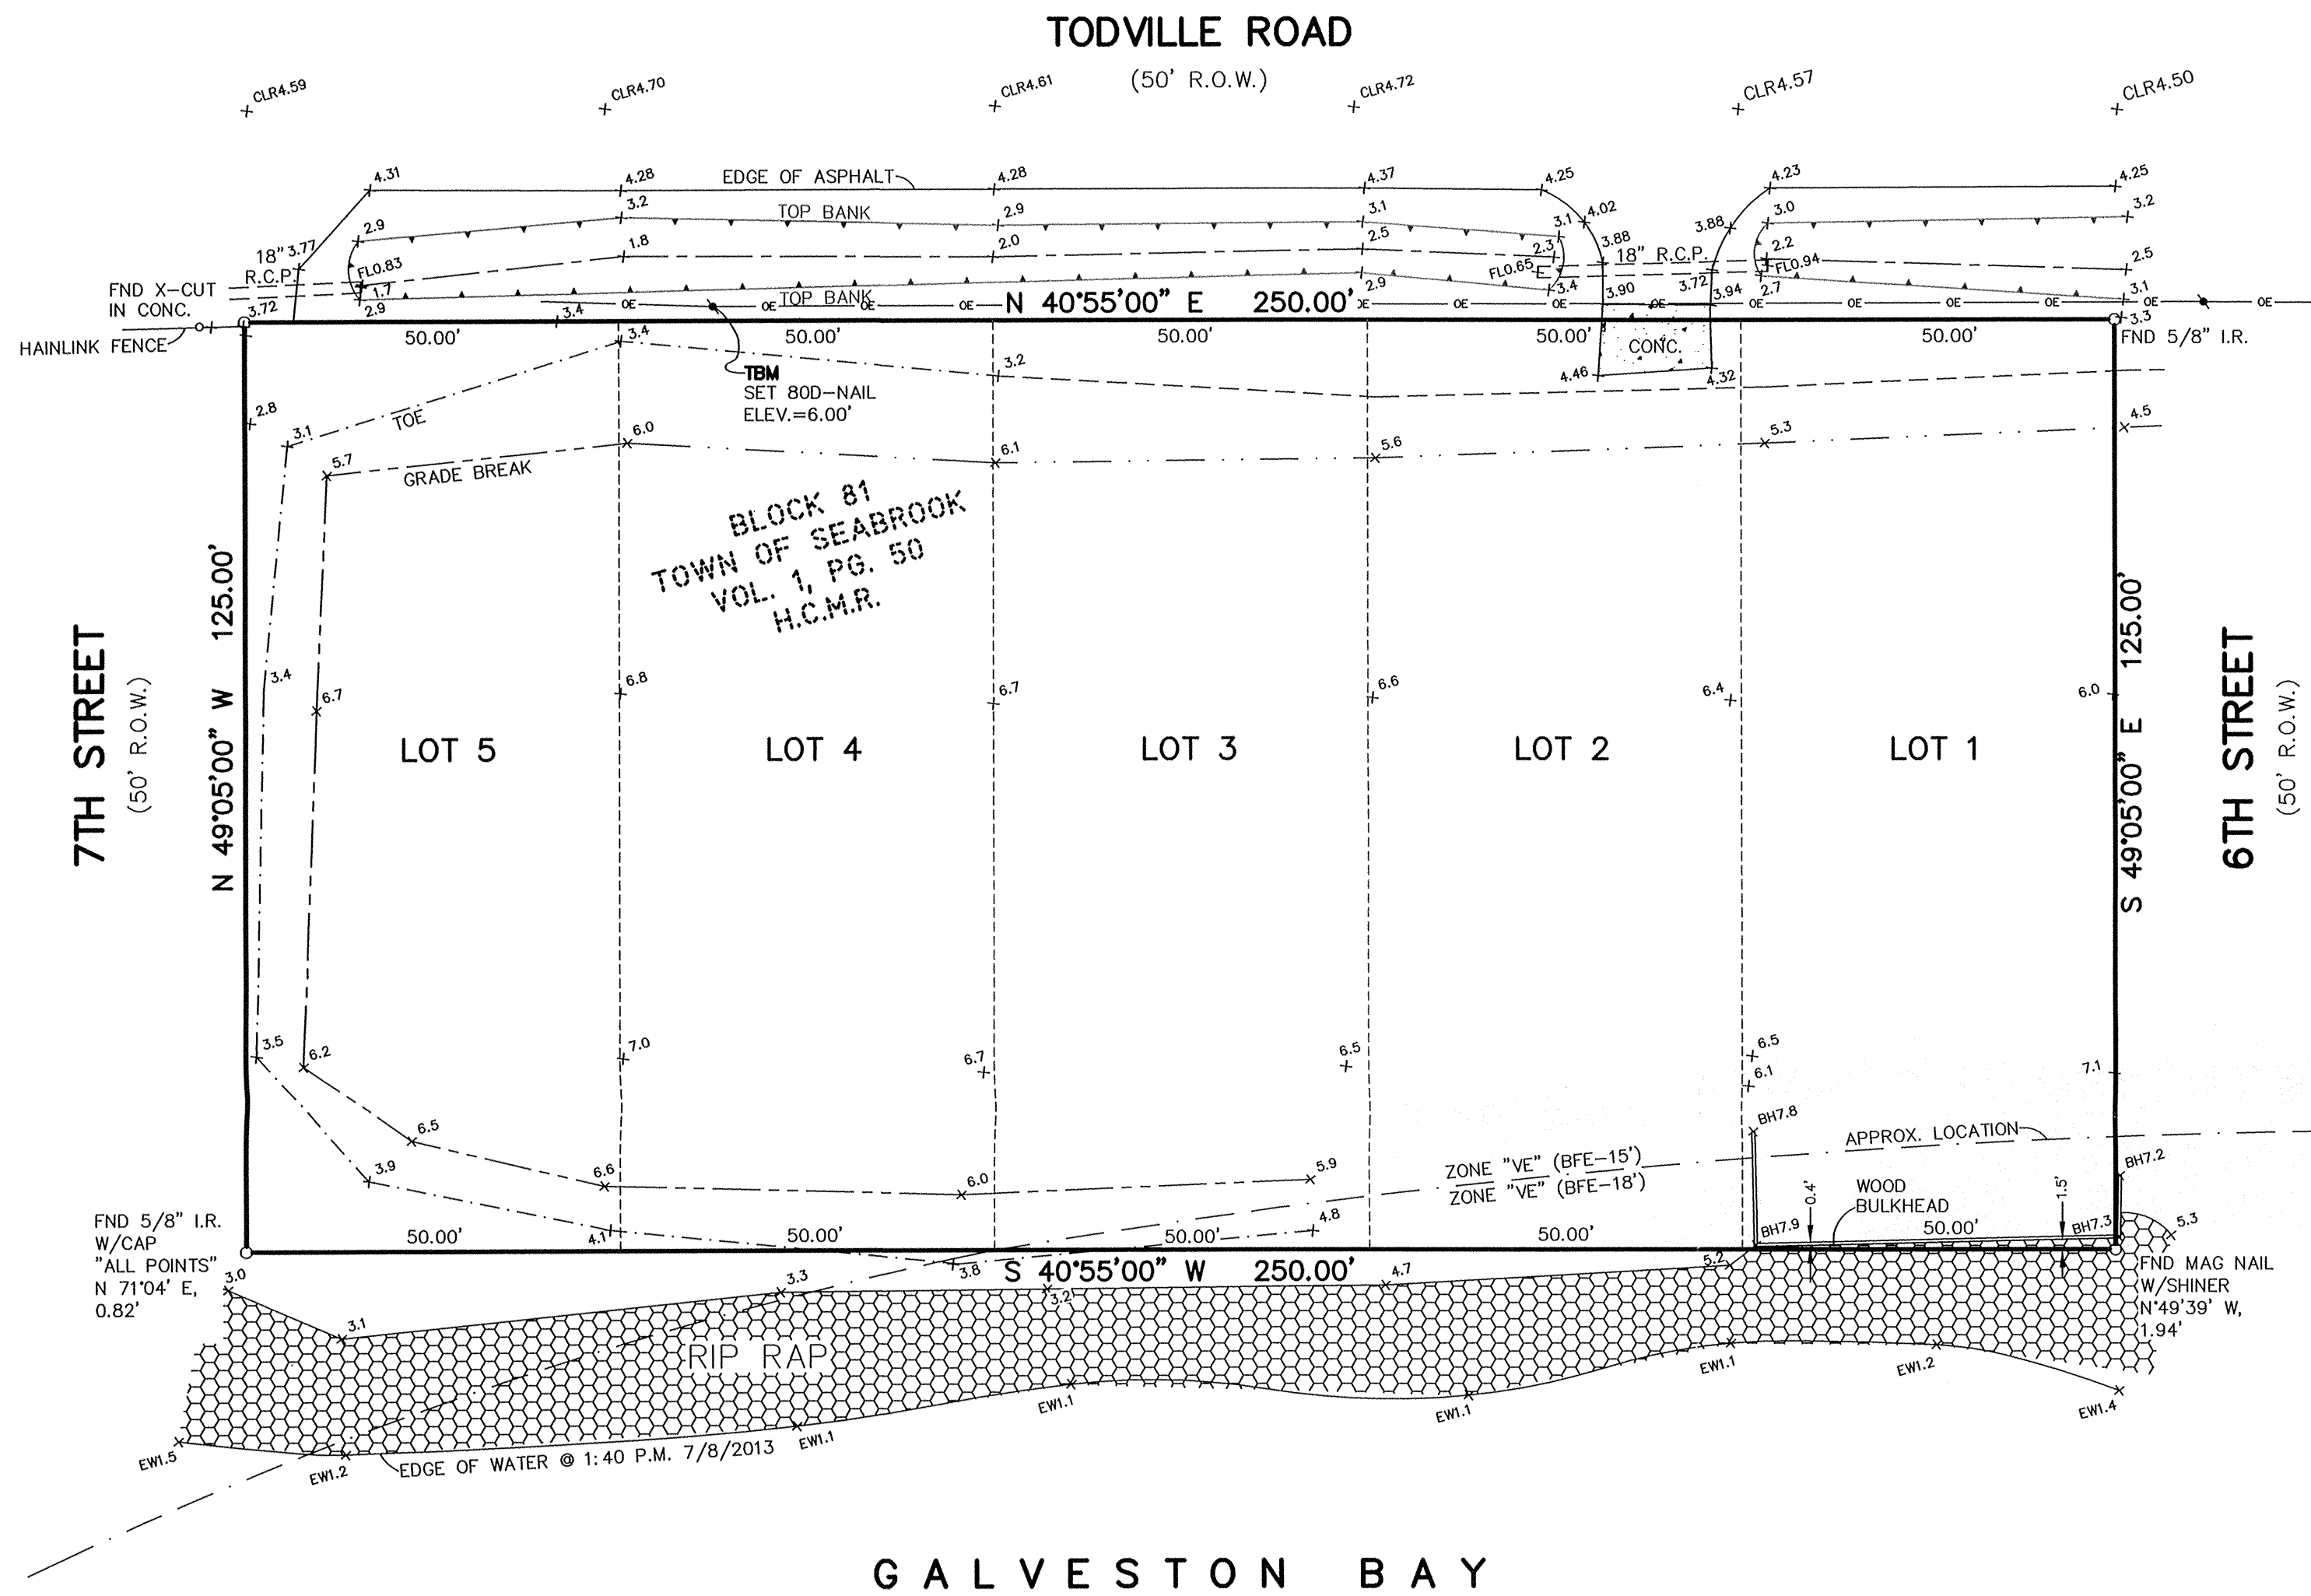 TODVILLE ROAD
(50' R.O.W.)
CLR4.59
CLR4.70
CLR4.61
CLR4.72
CLR4.57
CLR4.50
4.31
4.28
EDGE OF ASPHALT
4.28
4.37
4.25
4.23
4.25
2.9
3.2
TOP BANK
2.9
3.1
3.1
4.02
3.88
3.0
3.2
18" 3.77
R.C.P.
FL0.83
1.8
2.0
2.5
2.3
3.88
18" R.C.P.
2.2
2.5
FL0.65
FL0.94
FND X-CUT
IN CONC.
3.72
1.7
2.9
3.4
OE
OE
TOP BANK
OE
OE
N 40°55'00" E 250.00'
OE
2.9
OE
OE
3.4
3.90
OE
3.72
3.94
OE
2.7
OE
OE
OE
3.1
OE
OE
3.3
HAINLINK FENCE
50.00'
3.4
50.00'
50.00'
50.00'
CONC.
50.00'
FND 5/8" I.R.
TBM
SET 80D-NAIL
ELEV.=6.00'
3.2
4.46
4.32
2.8
3.1
TOE
5.7
GRADE BREAK
6.0
6.1
5.6
5.3
4.5
BLOCK 81
TOWN OF SEABROOK
VOL. 1, PG. 50
H.C.M.R.
7TH STREET
(50' R.O.W.)
N 49°05'00" W 125.00'
3.4
6.7
6.8
6.7
6.6
6.4
6.0
LOT 5
LOT 4
LOT 3
LOT 2
LOT 1
S 49°05'00" E 125.00'
6TH STREET
(50' R.O.W.)
3.5
6.2
7.0
6.7
6.5
6.5
6.1
7.1
6.5
3.9
6.6
6.0
5.9
4.8
ZONE "VE" (BFE-15')
ZONE "VE" (BFE-18')
BH7.8
APPROX. LOCATION
BH7.2
WOOD
BULKHEAD
0.4'
1.5'
BH7.9
BH7.3
5.3
FND 5/8" I.R.
W/CAP
"ALL POINTS"
N 71°04' E,
0.82'
50.00'
4.1
50.00'
50.00'
50.00'
50.00'
3.8
S 40°55'00" W 250.00'
5.2
FND MAG NAIL
W/SHINER
N°49'39' W,
1.94'
3.0
3.1
3.3
3.2
4.7
RIP RAP
EW1.5
EW1.2
EDGE OF WATER @ 1:40 P.M. 7/8/2013
EW1.1
EW1.1
EW1.1
EW1.1
EW1.2
EW1.4
GALVESTON BAY